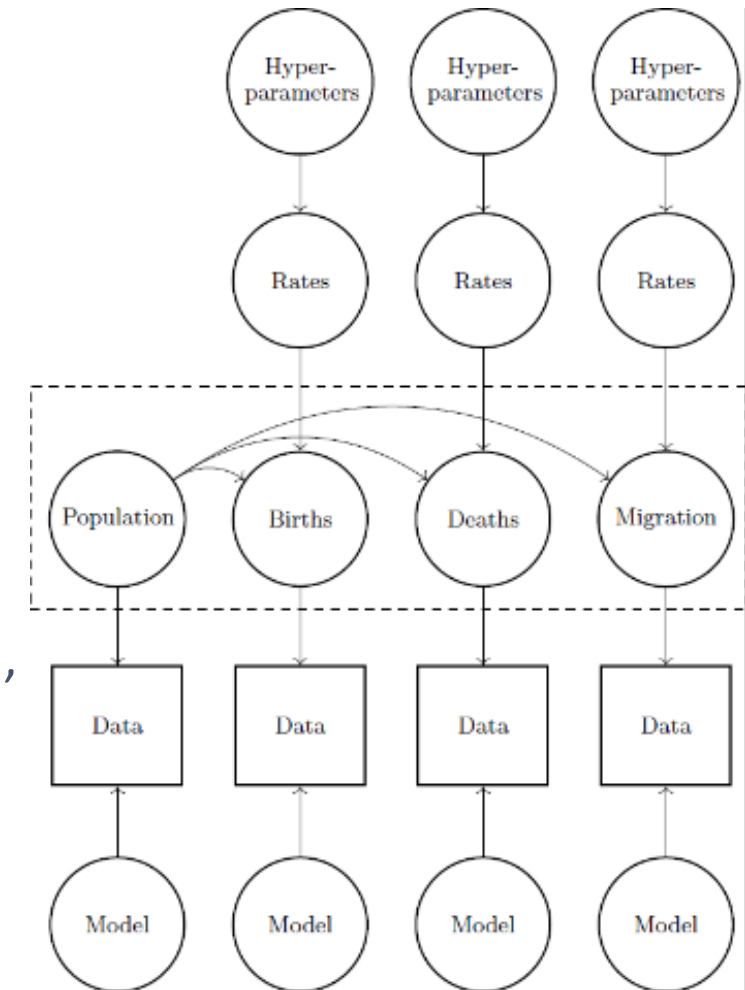 Hyper-
parameters
Hyper-
parameters
Hyper-
parameters
Rates
Rates
Rates
Population
Births
Deaths
Migration
,
Data
Data
Data
Data
Model
Model
Model
Model